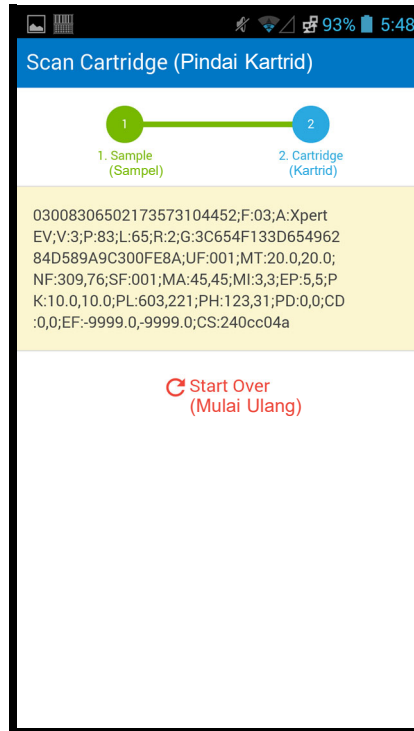 93% 5:48
Scan Cartridge (Pindai Kartrid)
1 2
1. Sample 2. Cartridge
(Sampel) (Kartrid)
03008306502173573104452;F:03;A:Xpert
EV;V:3;P:83;L:65;R:2;G:3C654F133D654962
84D589A9C300FE8A;UF:001;MT:20.0,20.0;
NF:309,76;SF:001;MA:45,45;MI:3,3;EP:5,5;P
K:10.0,10.0;PL:603,221;PH:123,31;PD:0,0;CD
:0,0;EF:-9999.0,-9999.0;CS:240cc04a
Start Over
(Mulai Ulang)